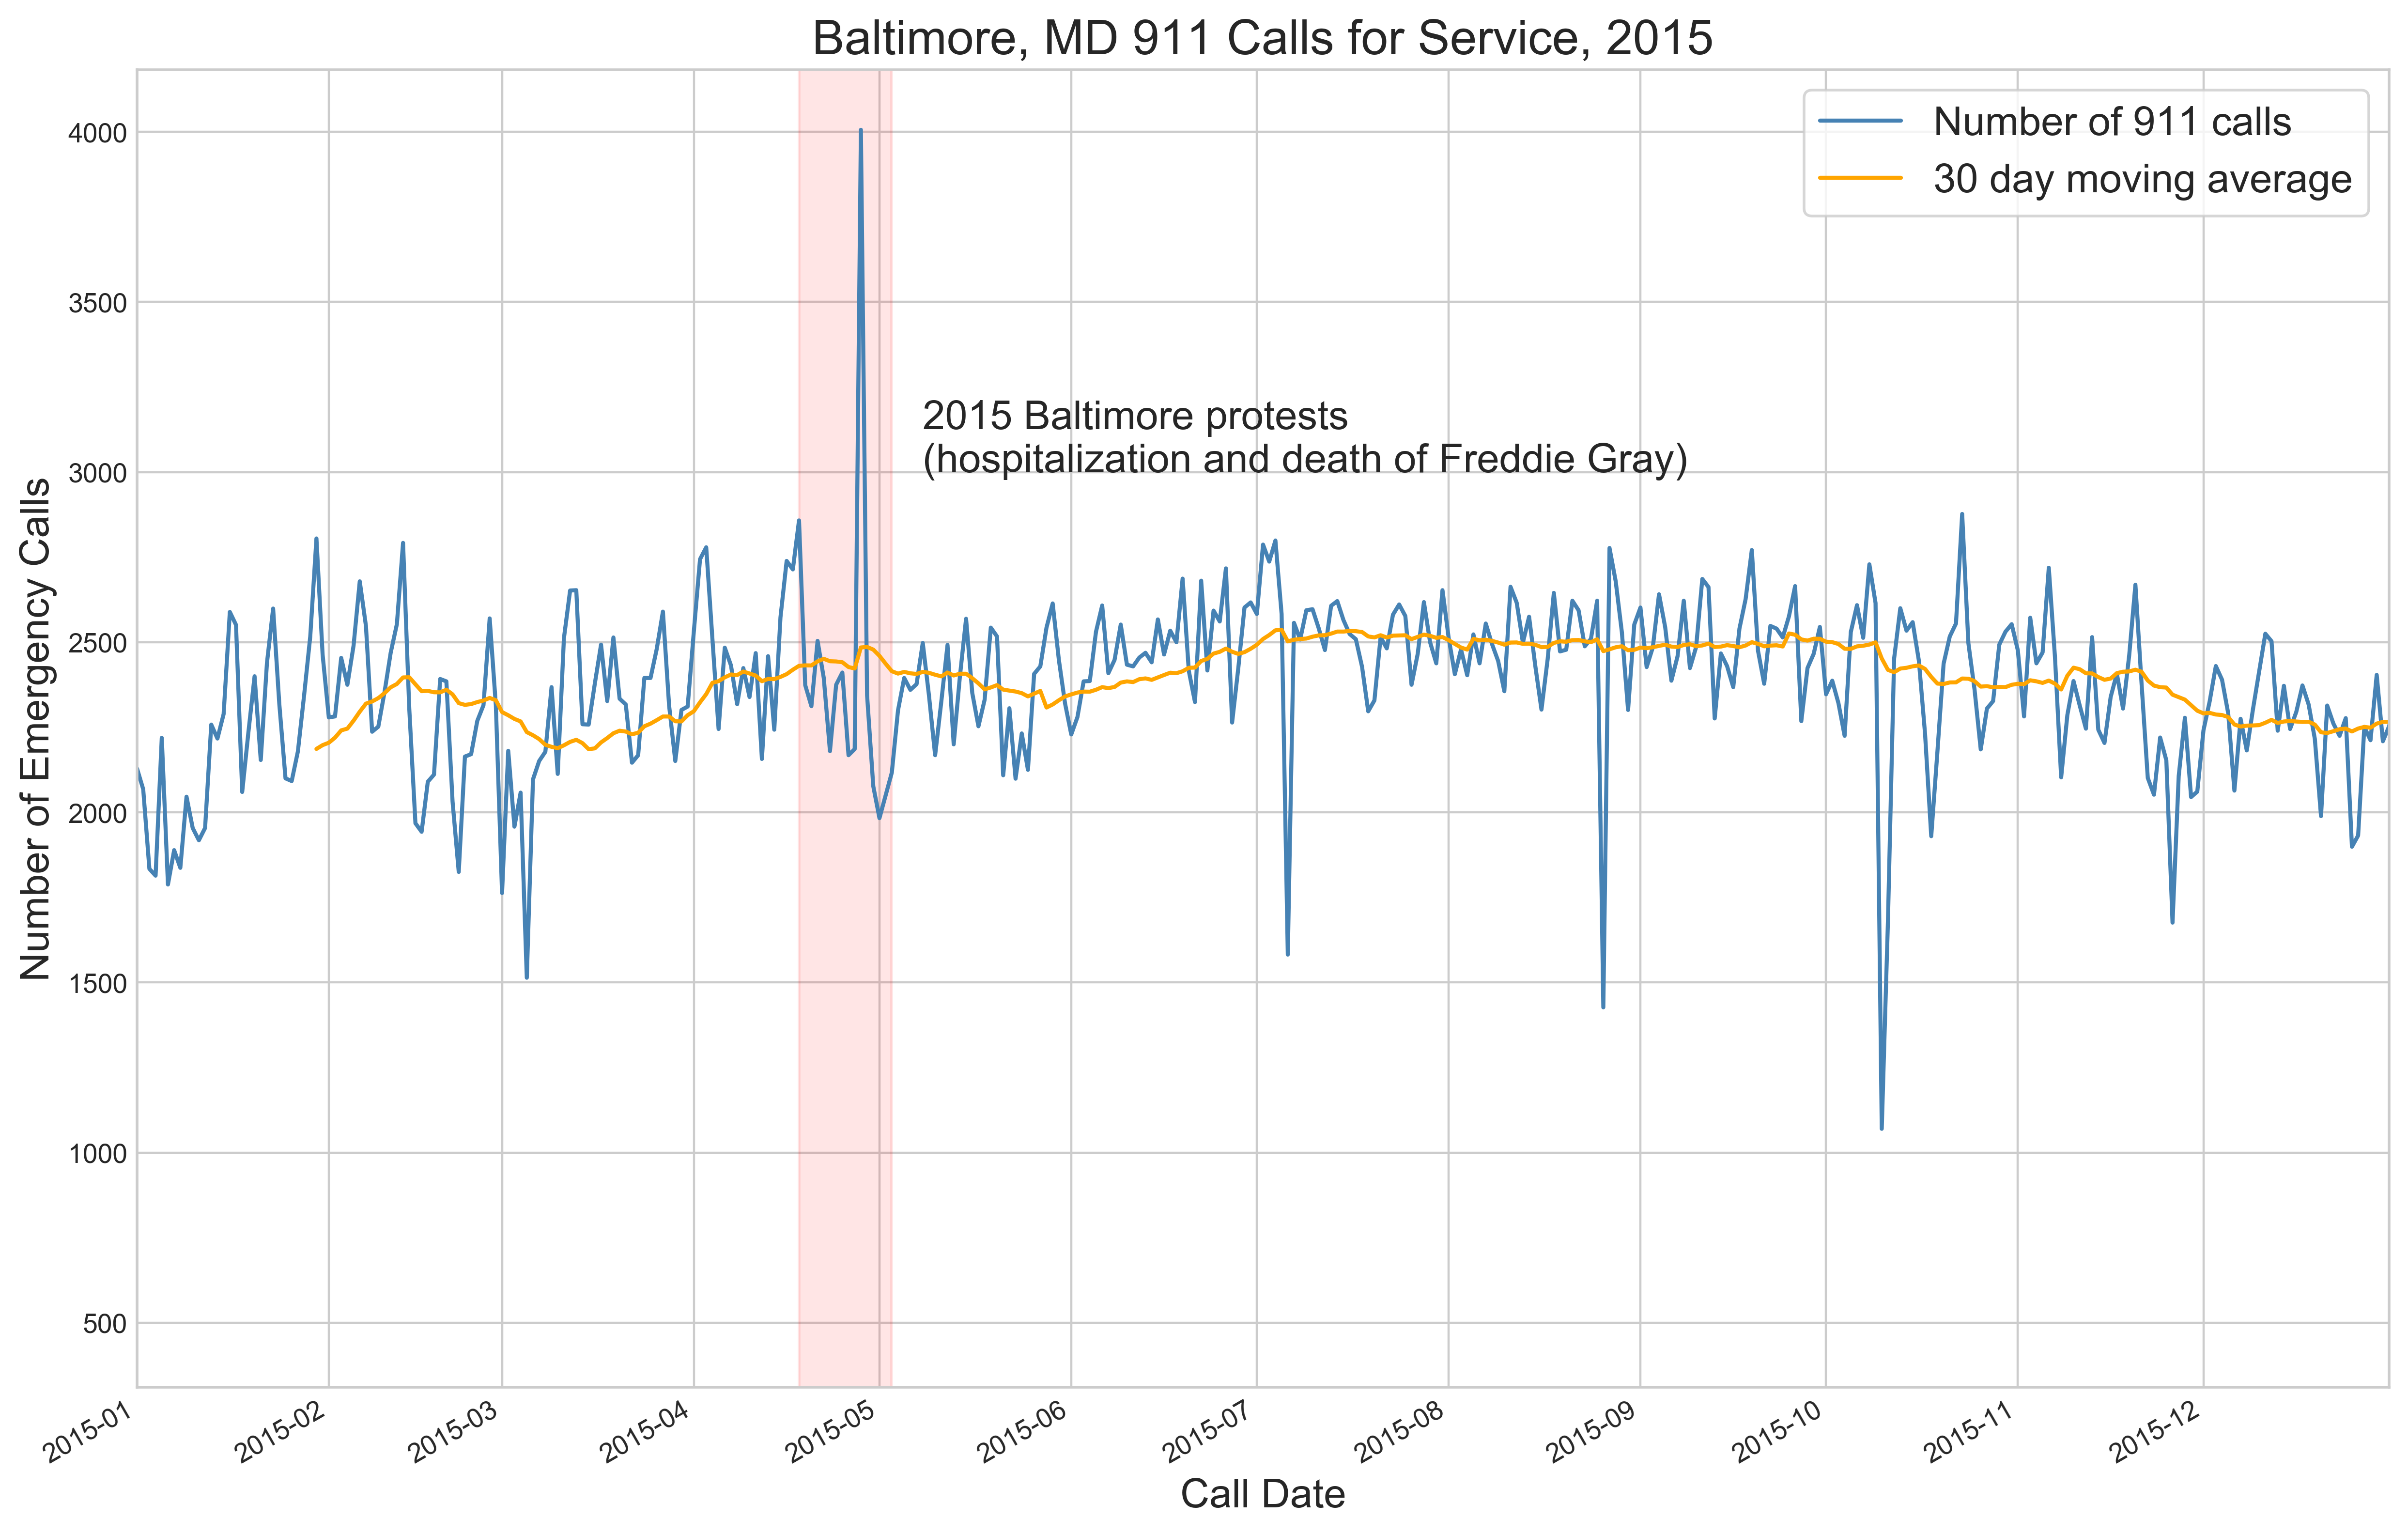 Baltimore, MD 911 Calls for Service, 2015
Number of 911 calls
30 day moving average
2015 Baltimore protests
(hospitalization and death of Freddie Gray)
Number of Emergency Calls
4000
3500
3000
2500
2000
1500
1000
500
2015-01
2015-02
2015-03
2015-04
2015-05
2015-06
2015-07
2015-08
2015-09
2015-10
2015-11
2015-12
Call Date